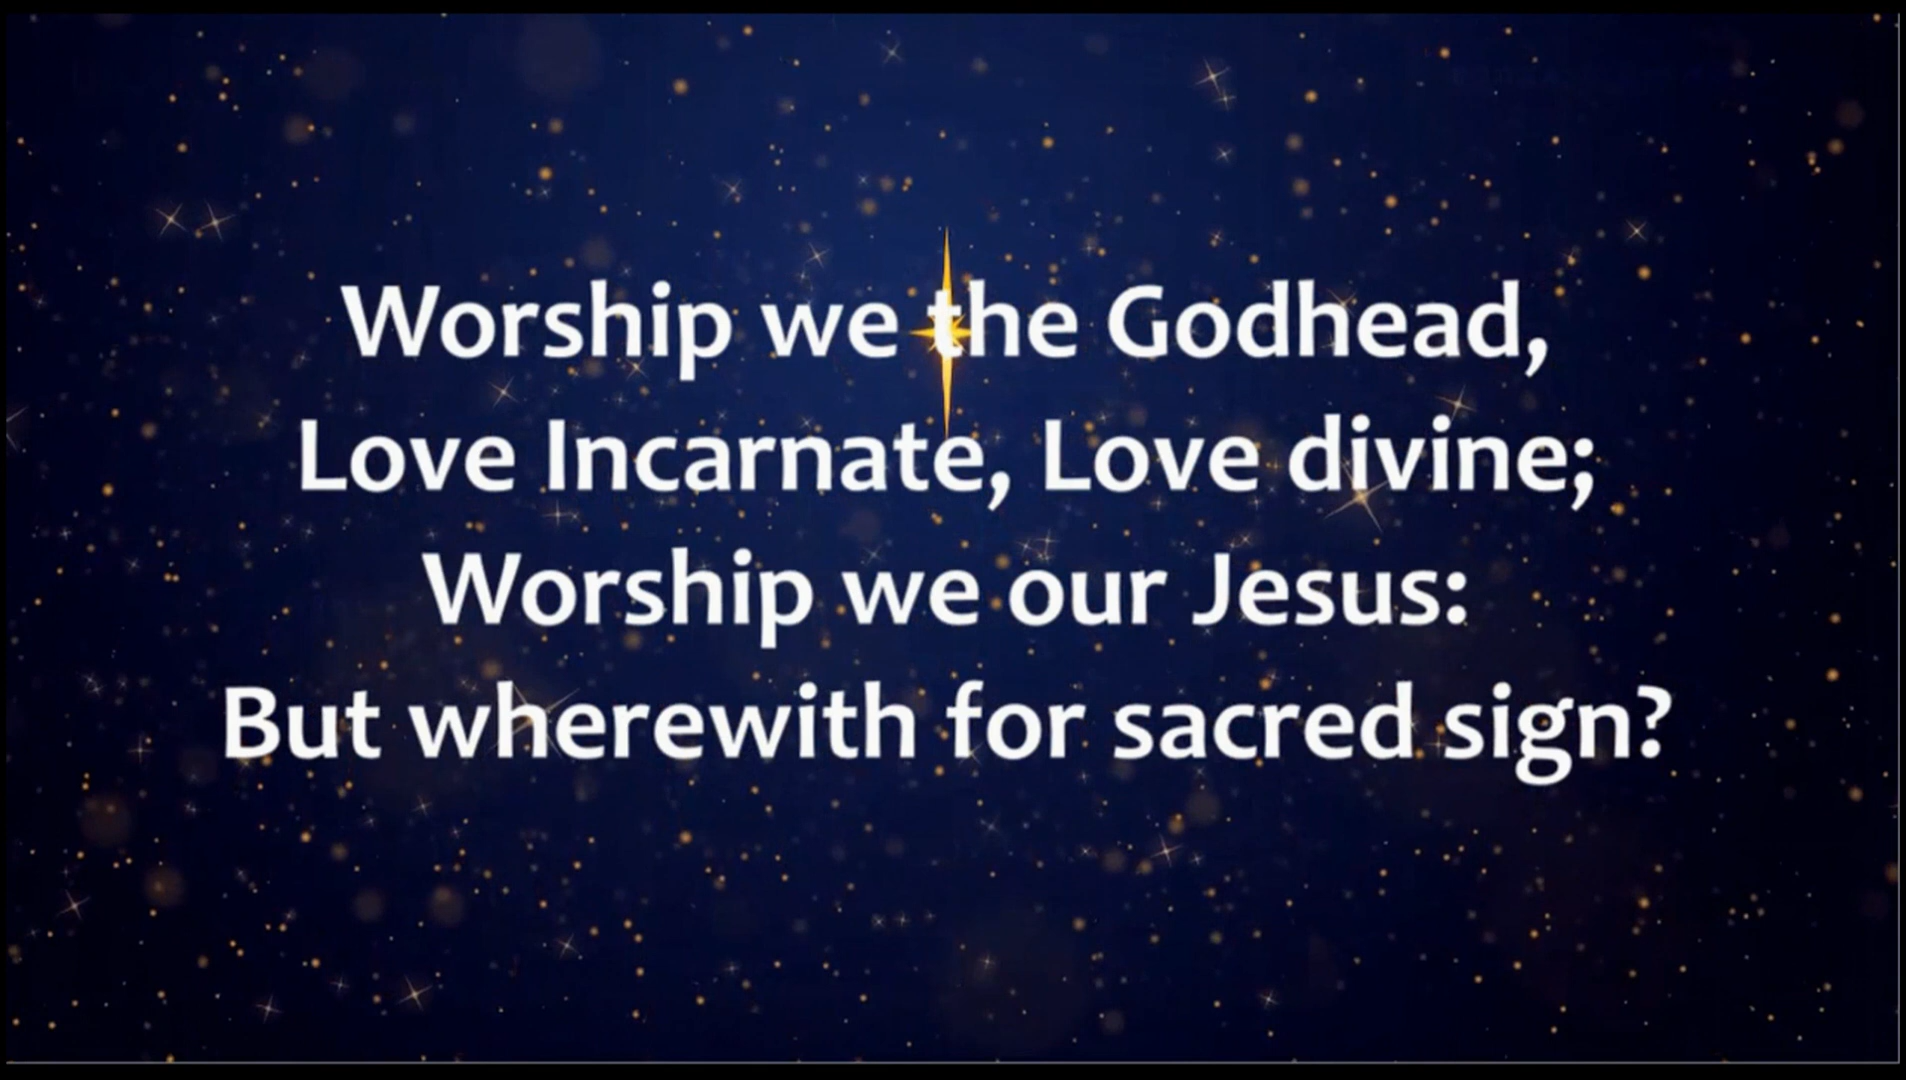 Worship we the Godhead,
Love Incarnate, Love divine;
Worship we our Jesus:
But wherewith for sacred sign?